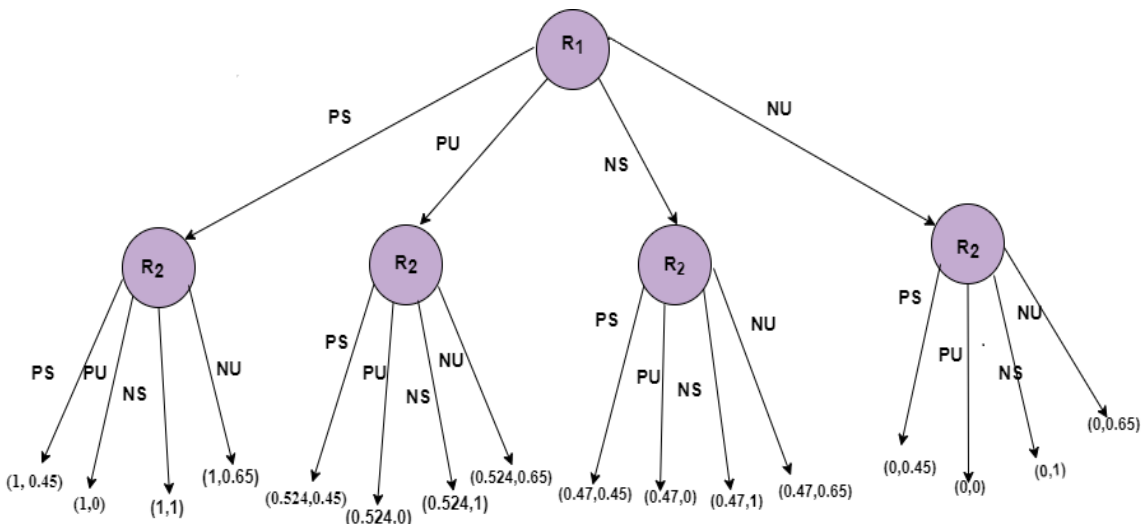 R1
PS
PU
NS
NU
R2
R2
R2
R2
PS
PU
NS
NU
PS
PU
NS
NU
PS
PU
NS
NU
PS
PU
NS
NU
(1, 0.45)
(1,0)
(1,1)
(1,0.65)
(0.524,0.45)
(0.524,0)
(0.524,1)
(0.524,0.65)
(0.47,0.45)
(0.47,0)
(0.47,1)
(0.47,0.65)
(0,0.45)
(0,0)
(0,1)
(0,0.65)